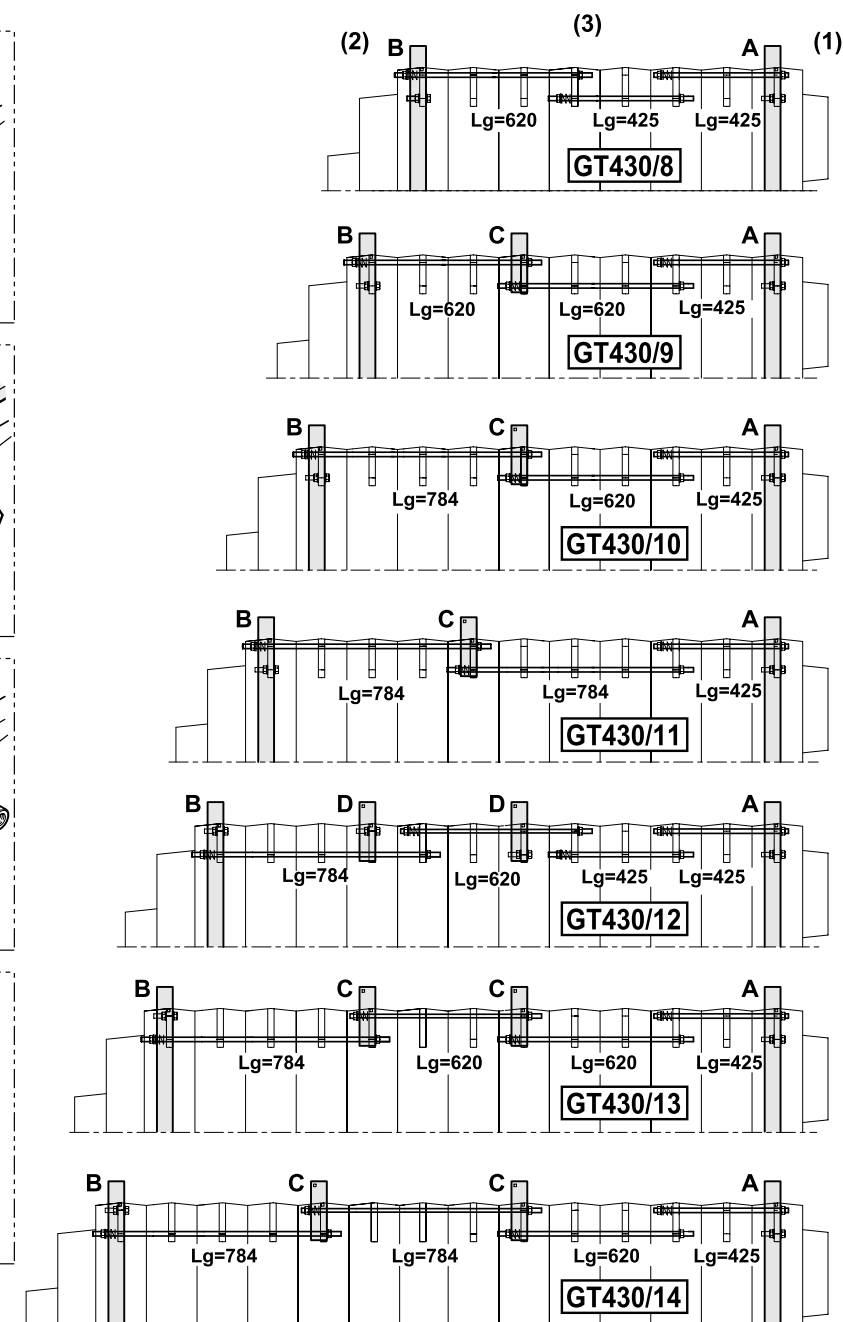 (2) B (3) A (1)
Lg=620 Lg=425 Lg=425
GT430/8
B C A
Lg=620 Lg=620 Lg=425
GT430/9
B C A
Lg=784 Lg=620 Lg=425
GT430/10
B C A
Lg=784 Lg=784 Lg=425
GT430/11
B D D A
Lg=784 Lg=620 Lg=425 Lg=425
GT430/12
B C C A
Lg=784 Lg=620 Lg=620 Lg=425
GT430/13
B C C A
Lg=784 Lg=784 Lg=620 Lg=425
GT430/14